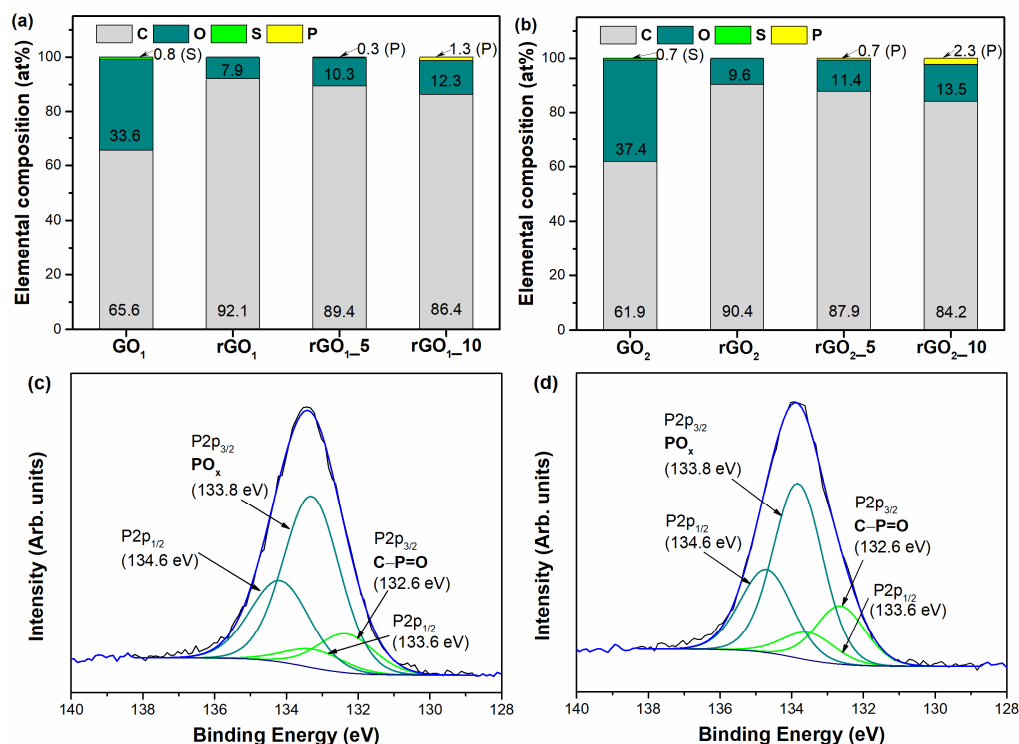 (a)
C O S P
Elemental composition (at%)
100
80
60
40
20
0
0.8 (S)
0.3 (P)
1.3 (P)
33.6
7.9
10.3
12.3
65.6
92.1
89.4
86.4
GO₁
rGO₁
rGO₁_5
rGO₁_10
(b)
C O S P
Elemental composition (at%)
100
80
60
40
20
0
0.7 (S)
0.7 (P)
2.3 (P)
37.4
9.6
11.4
13.5
61.9
90.4
87.9
84.2
GO₂
rGO₂
rGO₂_5
rGO₂_10
(c)
Intensity (Arb. units)
P2p₃/₂
POₓ
(133.8 eV)
P2p₁/₂
(134.6 eV)
P2p₃/₂
C–P=O
(132.6 eV)
P2p₁/₂
(133.6 eV)
140 138 136 134 132 130 128
Binding Energy (eV)
(d)
Intensity (Arb. units)
P2p₃/₂
POₓ
(133.8 eV)
P2p₁/₂
(134.6 eV)
P2p₃/₂
C–P=O
(132.6 eV)
P2p₁/₂
(133.6 eV)
140 138 136 134 132 130 128
Binding Energy (eV)